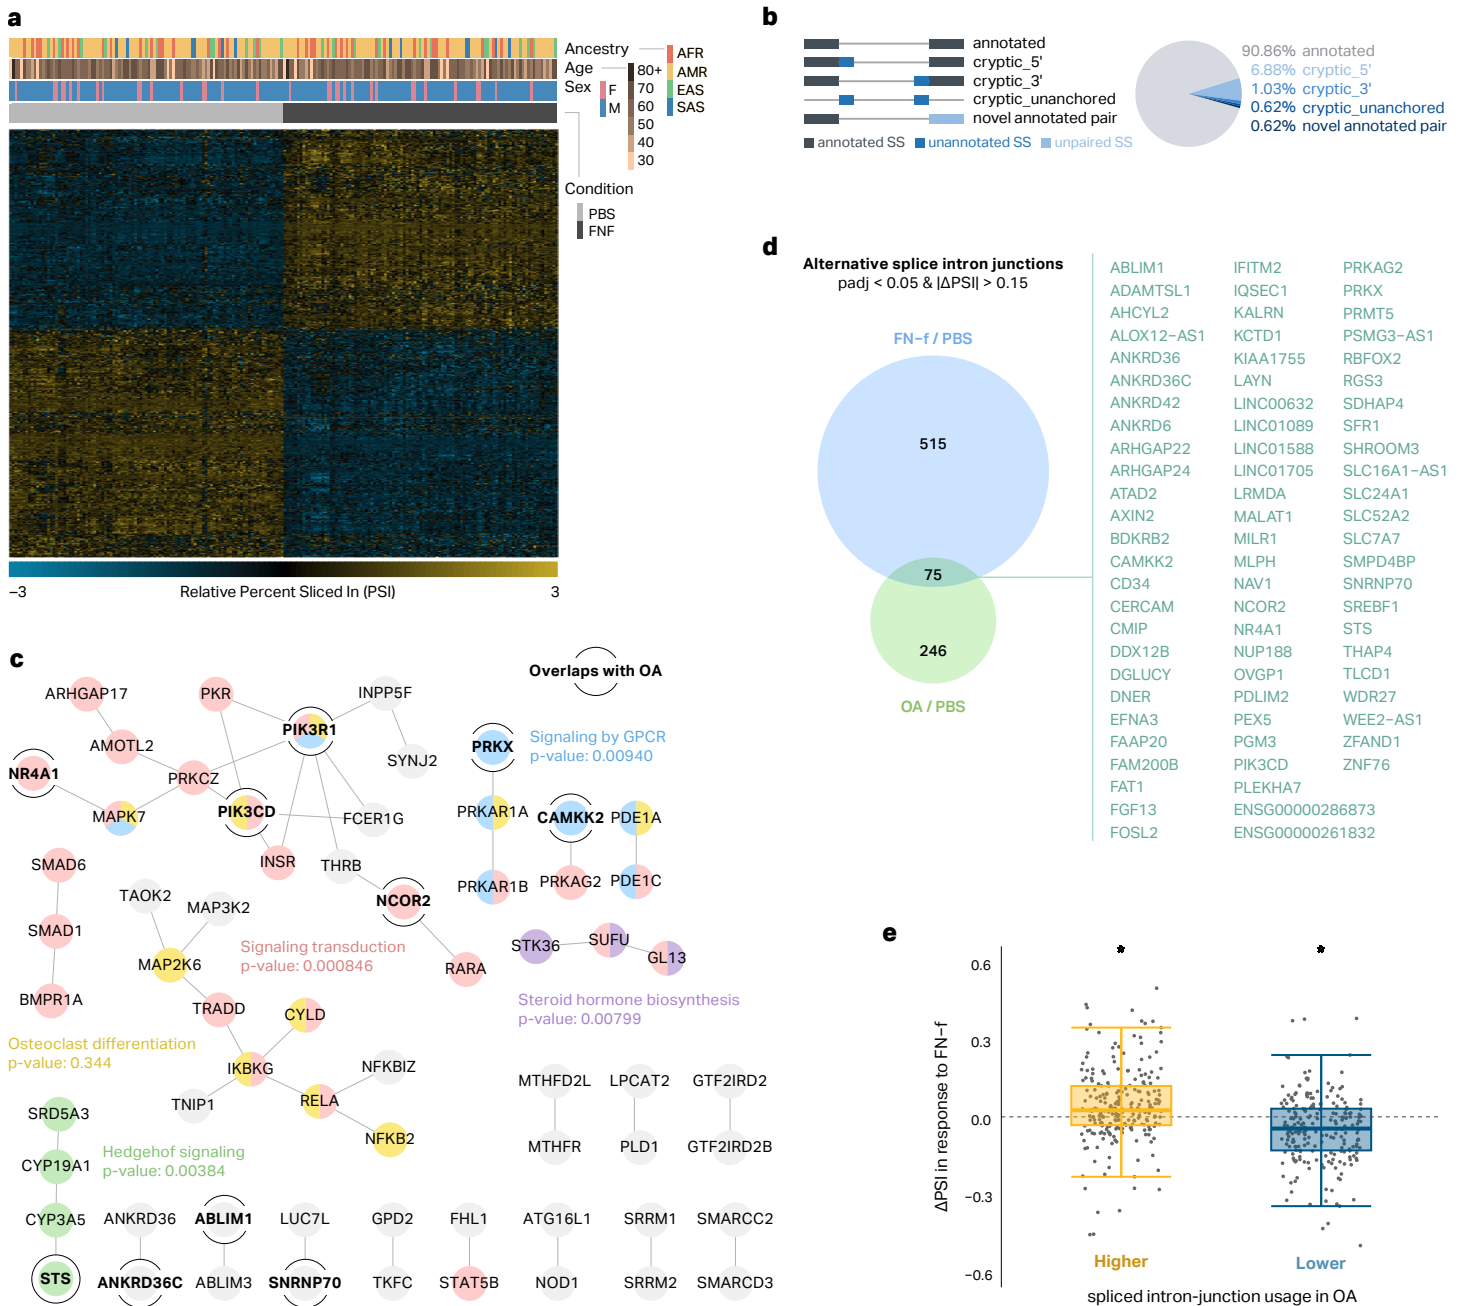 a
Ancestry
AFR
AMR
EAS
SAS
Age
80+
70
60
50
40
30
Sex
F
M
Condition
PBS
FNF
−3
Relative Percent Sliced In (PSI)
3
b
annotated
cryptic_5'
cryptic_3'
cryptic_unanchored
novel annotated pair
annotated SS
unannotated SS
unpaired SS
90.86% annotated
6.88% cryptic_5'
1.03% cryptic_3'
0.62% cryptic_unanchored
0.62% novel annotated pair
c
Overlaps with OA
ARHGAP17
PKR
INPP5F
PIK3R1
AMOTL2
SYNJ2
NR4A1
PRKCZ
MAPK7
PIK3CD
FCER1G
INSR
THRB
NCOR2
RARA
PRKX
Signaling by GPCR
p-value: 0.00940
PRKAR1A
CAMKK2
PDE1A
PRKAR1B
PRKAG2
PDE1C
SMAD6
SMAD1
BMPR1A
TAOK2
MAP3K2
MAP2K6
Signaling transduction
p-value: 0.000846
STK36
SUFU
GL13
Steroid hormone biosynthesis
p-value: 0.00799
TRADD
CYLD
Osteoclast differentiation
p-value: 0.344
IKBKG
NFKBIZ
TNIP1
RELA
NFKB2
MTHFD2L
LPCAT2
GTF2IRD2
MTHFR
PLD1
GTF2IRD2B
SRD5A3
Hedgehof signaling
p-value: 0.00384
CYP19A1
CYP3A5
STS
ANKRD36
ABLIM1
LUC7L
GPD2
FHL1
ATG16L1
SRRM1
SMARCC2
ANKRD36C
ABLIM3
SNRNP70
TKFC
STAT5B
NOD1
SRRM2
SMARCD3
d
Alternative splice intron junctions
padj < 0.05 & |ΔPSI| > 0.15
FN−f / PBS
515
75
246
OA / PBS
ABLIM1
ADAMTSL1
AHCYL2
ALOX12−AS1
ANKRD36
ANKRD36C
ANKRD42
ANKRD6
ARHGAP22
ARHGAP24
ATAD2
AXIN2
BDKRB2
CAMKK2
CD34
CERCAM
CMIP
DDX12B
DGLUCY
DNER
EFNA3
FAAP20
FAM200B
FAT1
FGF13
FOSL2
IFITM2
IQSEC1
KALRN
KCTD1
KIAA1755
LAYN
LINC00632
LINC01089
LINC01588
LINC01705
LRMDA
MALAT1
MILR1
MLPH
NAV1
NCOR2
NR4A1
NUP188
OVGP1
PDLIM2
PEX5
PGM3
PIK3CD
PLEKHA7
ENSG00000286873
ENSG00000261832
PRKAG2
PRKX
PRMT5
PSMG3−AS1
RBFOX2
RGS3
SDHAP4
SFR1
SHROOM3
SLC16A1−AS1
SLC24A1
SLC52A2
SLC7A7
SMPD4BP
SNRNP70
SREBF1
STS
THAP4
TLCD1
WDR27
WEE2−AS1
ZFAND1
ZNF76
e
ΔPSI in response to FN−f
0.6
0.3
0.0
−0.3
−0.6
*
*
Higher
Lower
spliced intron-junction usage in OA